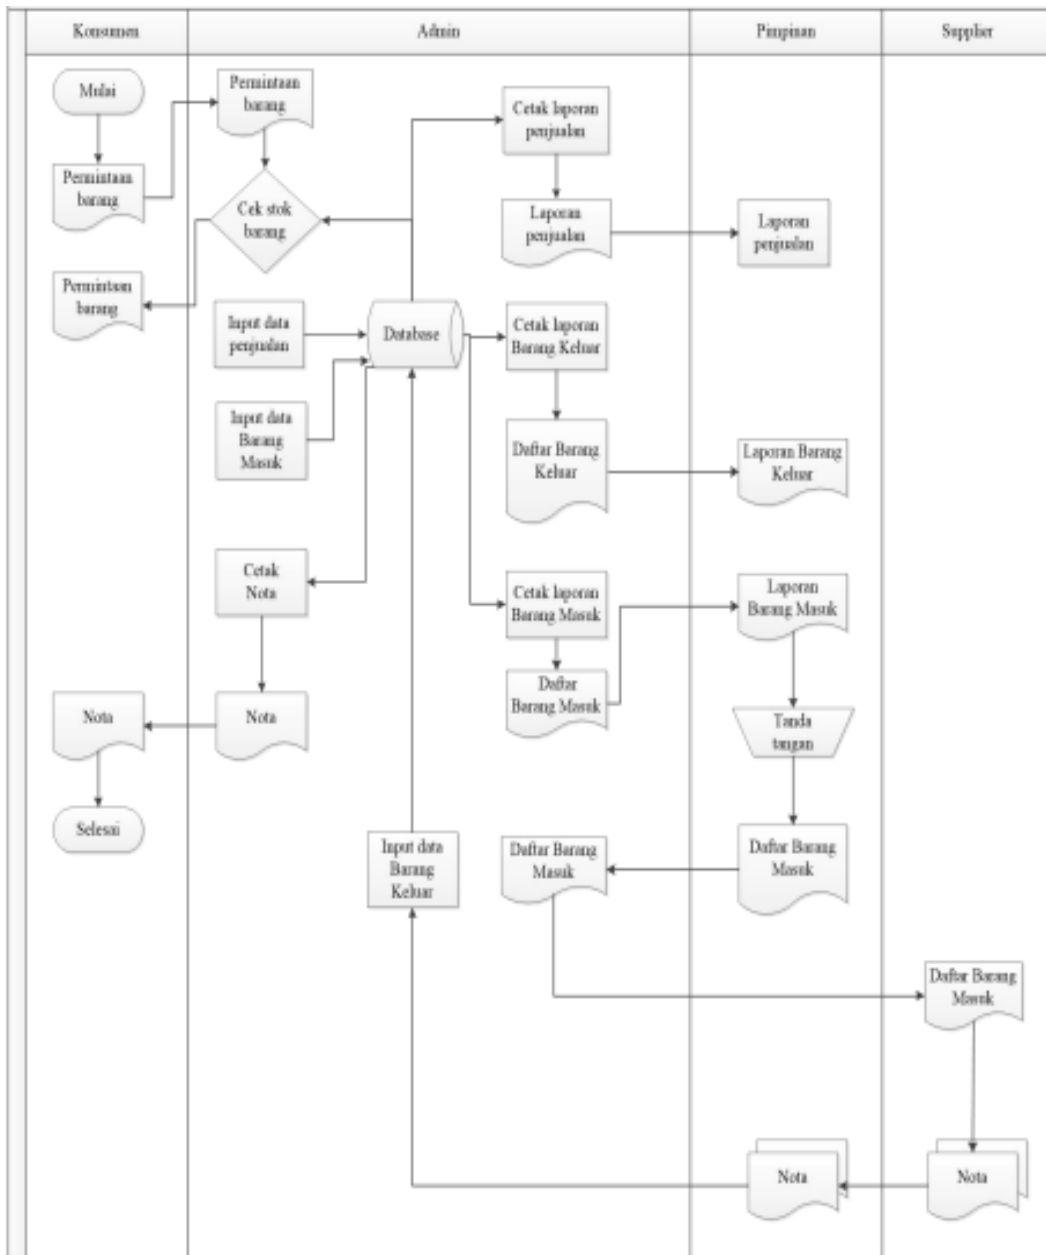 Konsumen
Admin
Pimpinan
Supplier
Mulai
Permintaan
barang
Permintaan
barang
Cek stok
barang
Permintaan
barang
Cetak laporan
penjualan
Laporan
penjualan
Laporan
penjualan
Input data
penjualan
Database
Cetak laporan
Barang Keluar
Input data
Barang
Masuk
Daftar Barang
Keluar
Laporan Barang
Keluar
Cetak
Nota
Cetak laporan
Barang Masuk
Laporan
Barang Masuk
Daftar
Barang Masuk
Nota
Nota
Tanda
tangan
Selesai
Input data
Barang
Keluar
Daftar Barang
Masuk
Daftar Barang
Masuk
Daftar Barang
Masuk
Nota
Nota